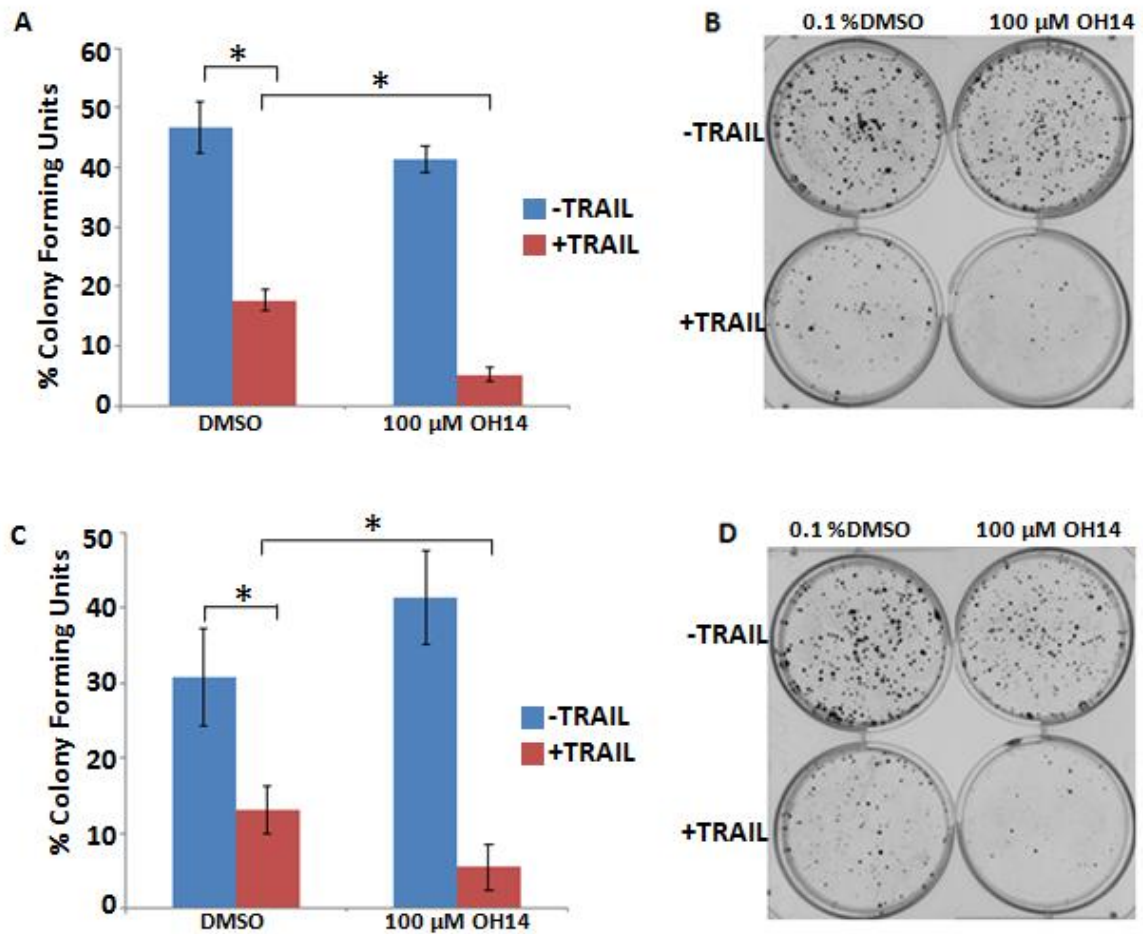 A
% Colony Forming Units
60
50
40
30
20
10
0
*
*
DMSO
100 µM OH14
-TRAIL
+TRAIL
B
0.1 %DMSO
100 µM OH14
-TRAIL
+TRAIL
C
% Colony Forming Units
50
40
30
20
10
0
*
*
DMSO
100 µM OH14
-TRAIL
+TRAIL
D
0.1 %DMSO
100 µM OH14
-TRAIL
+TRAIL